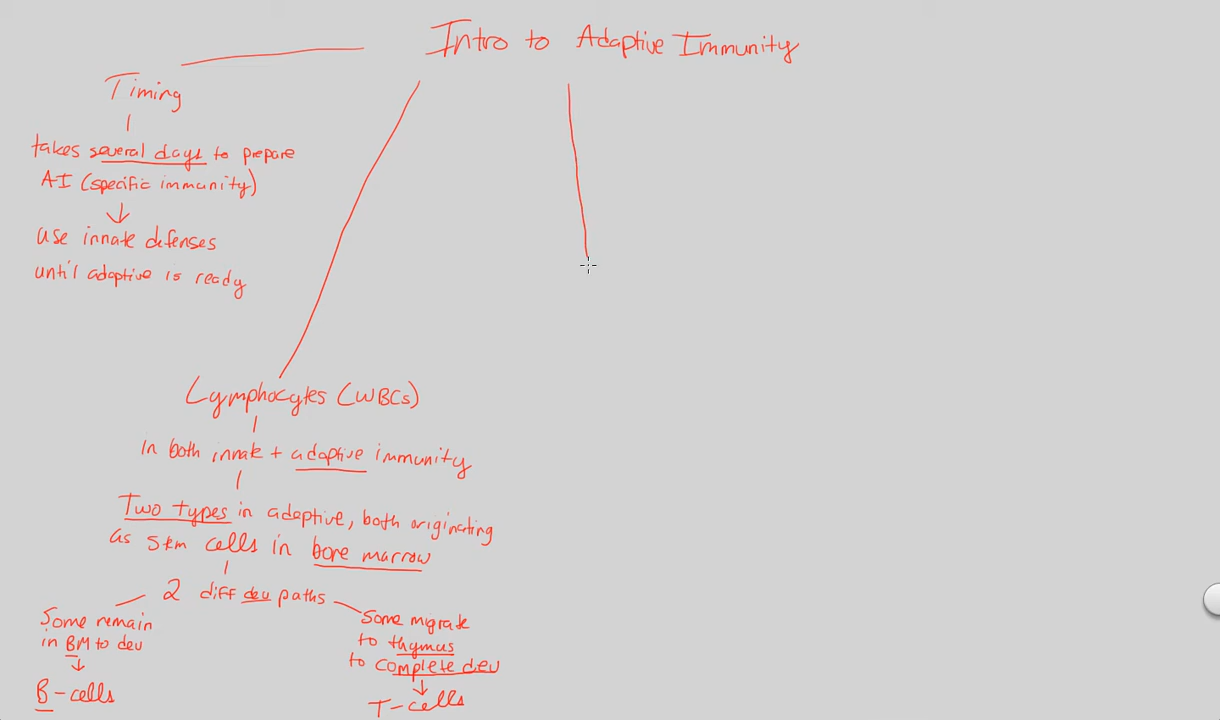 Intro to Adaptive Immunity
Timing
takes several days to prepare
AI (specific immunity)
use innate defenses
until adaptive is ready
Lymphocytes (WBCs)
in both innate + adaptive immunity
Two types in adaptive, both originating
as stem cells in bone marrow
2 diff dev paths
Some remain
in BM to dev
B-cells
Some migrate
to thymus
to complete dev
T-cells